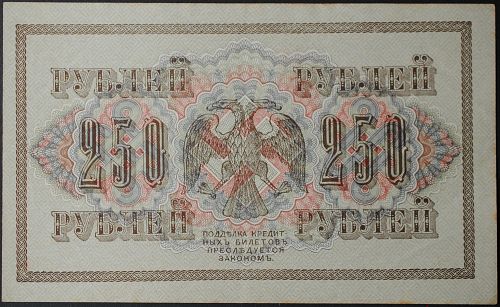 РУБЛЕЙ РУБЛЕЙ
250 250
РУБЛЕЙ РУБЛЕЙ
ПОДДѢЛКА КРЕДИТ-
НЫХЪ БИЛЕТОВЪ
ПРЕСЛѢДУЕТСЯ
ЗАКОНОМЪ.